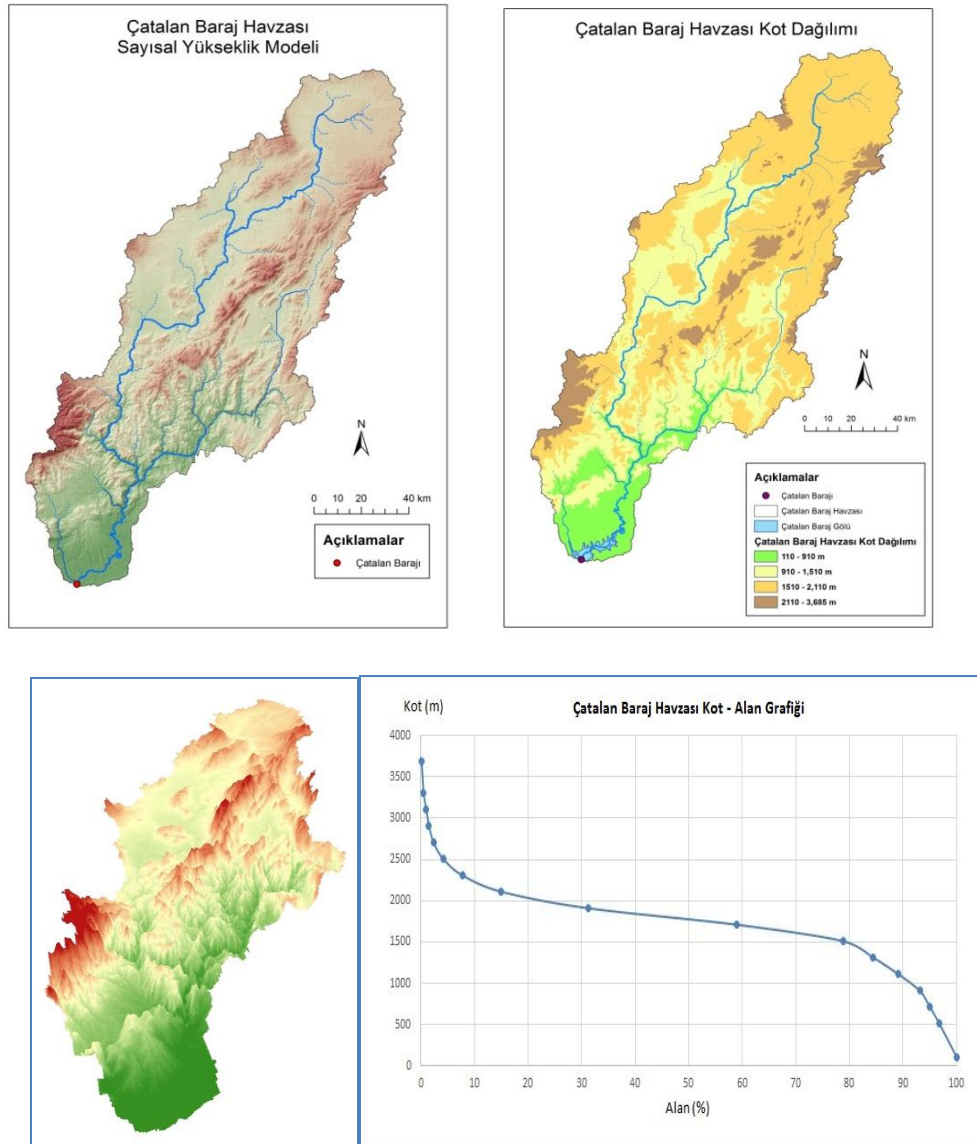 Çatalan Baraj Havzası
Sayısal Yükseklik Modeli
N
0 20 40 km
Açıklamalar
Çatalan Barajı
Çatalan Baraj Havzası Kot Dağılımı
N
0 20 40 km
Açıklamalar
Çatalan Barajı
Çatalan Baraj Havzası
Çatalan Baraj Gölü
Çatalan Baraj Havzası Kot Dağılımı
110 - 910 m
910 - 1,510 m
1510 - 2,110 m
2110 - 3,685 m
Kot (m)
Çatalan Baraj Havzası Kot - Alan Grafiği
4000
3500
3000
2500
2000
1500
1000
500
0
0 10 20 30 40 50 60 70 80 90 100
Alan (%)